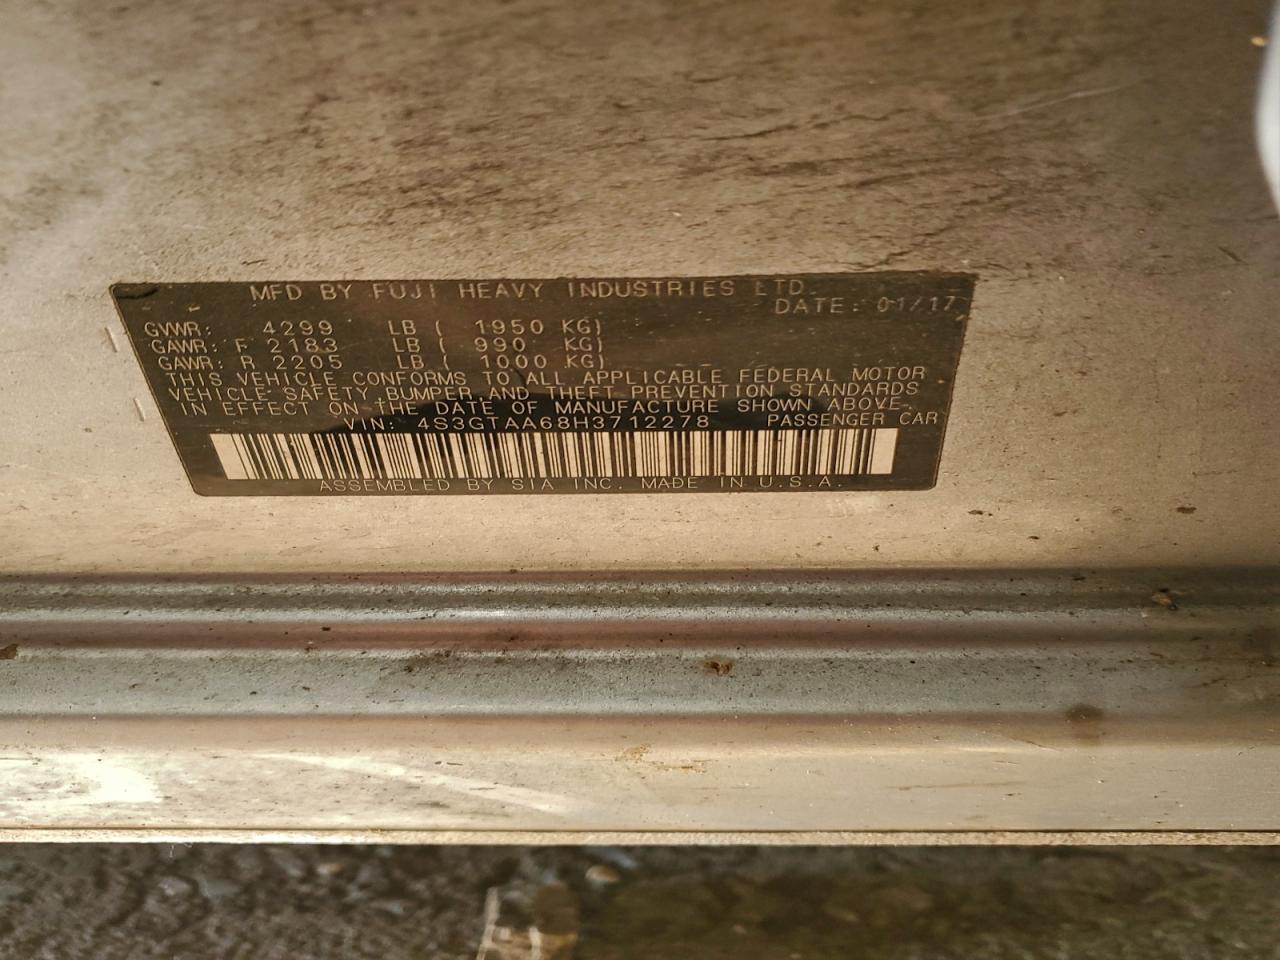 MFD BY FUJI HEAVY INDUSTRIES LTD.
DATE: 01/17
GVWR: 4299 LB ( 1950 KG)
GAWR: F 2183 LB ( 990 KG)
GAWR: R 2205 LB ( 1000 KG)
THIS VEHICLE CONFORMS TO ALL APPLICABLE FEDERAL MOTOR
VEHICLE SAFETY,BUMPER,AND THEFT PREVENTION STANDARDS
IN EFFECT ON THE DATE OF MANUFACTURE SHOWN ABOVE.
VIN: 4S3GTAA68H3712278 PASSENGER CAR
ASSEMBLED BY SIA INC. MADE IN U.S.A.